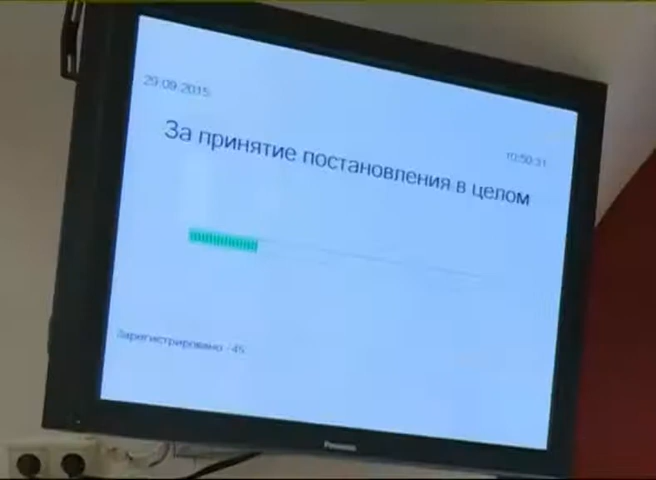 29.09.2015
10:50:31
За принятие постановления в целом
Зарегистрировано - 45
Panasonic